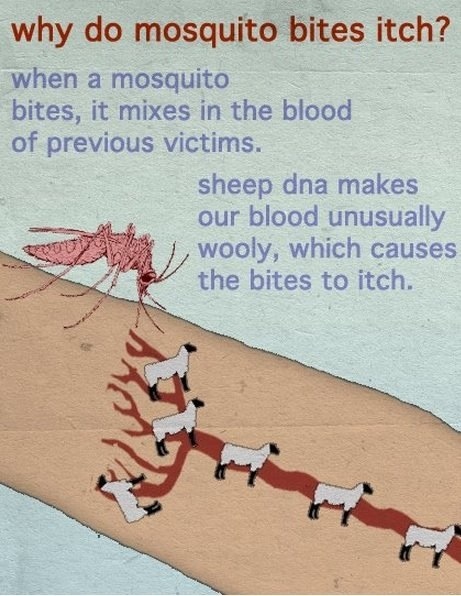 why do mosquito bites itch?
when a mosquito
bites, it mixes in the blood
of previous victims.
sheep dna makes
our blood unusually
wooly, which causes
the bites to itch.